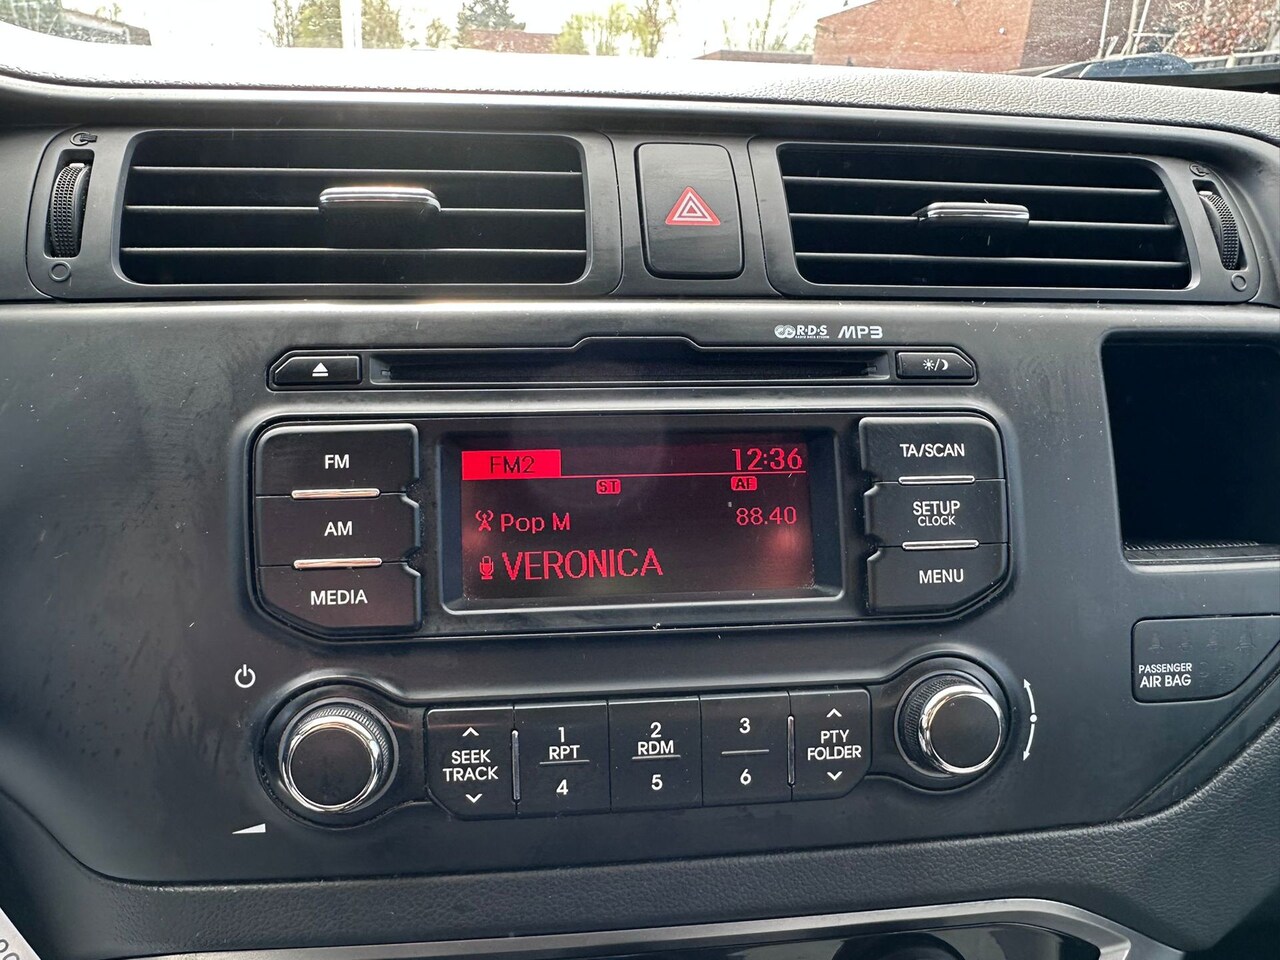 R·D·S MP3
FM
AM
MEDIA
FM2 12:36
ST AF
Pop M 88.40
VERONICA
TA/SCAN
SETUP
CLOCK
MENU
PASSENGER
AIR BAG
SEEK
TRACK
1
RPT
4
2
RDM
5
3
6
PTY
FOLDER